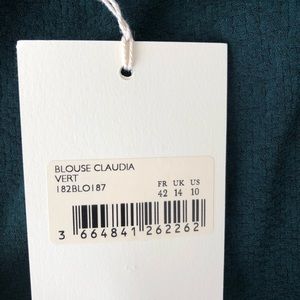 BLOUSE CLAUDIA
VERT
182BLO187
FR UK US
42 14 10
3 664841 262262